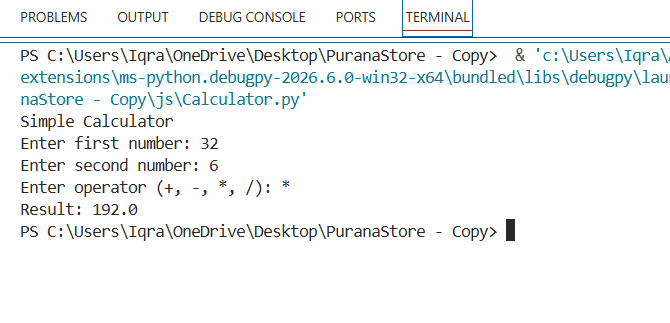 PROBLEMS OUTPUT DEBUG CONSOLE PORTS TERMINAL
PS C:\Users\Iqra\OneDrive\Desktop\PuranaStore - Copy>  & 'c:\Users\Iqra\
extensions\ms-python.debugpy-2026.6.0-win32-x64\bundled\libs\debugpy\lau
naStore - Copy\js\Calculator.py'
Simple Calculator
Enter first number: 32
Enter second number: 6
Enter operator (+, -, *, /): *
Result: 192.0
PS C:\Users\Iqra\OneDrive\Desktop\PuranaStore - Copy>